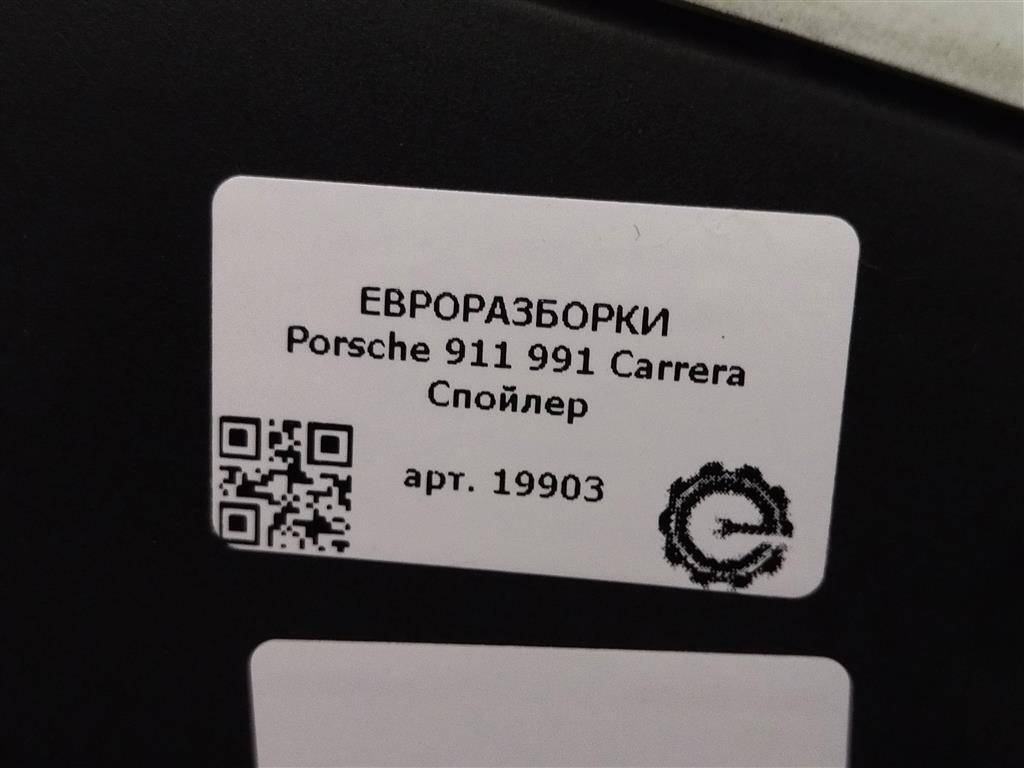 ЕВРОРАЗБОРКИ
Porsche 911 991 Carrera
Спойлер
арт. 19903